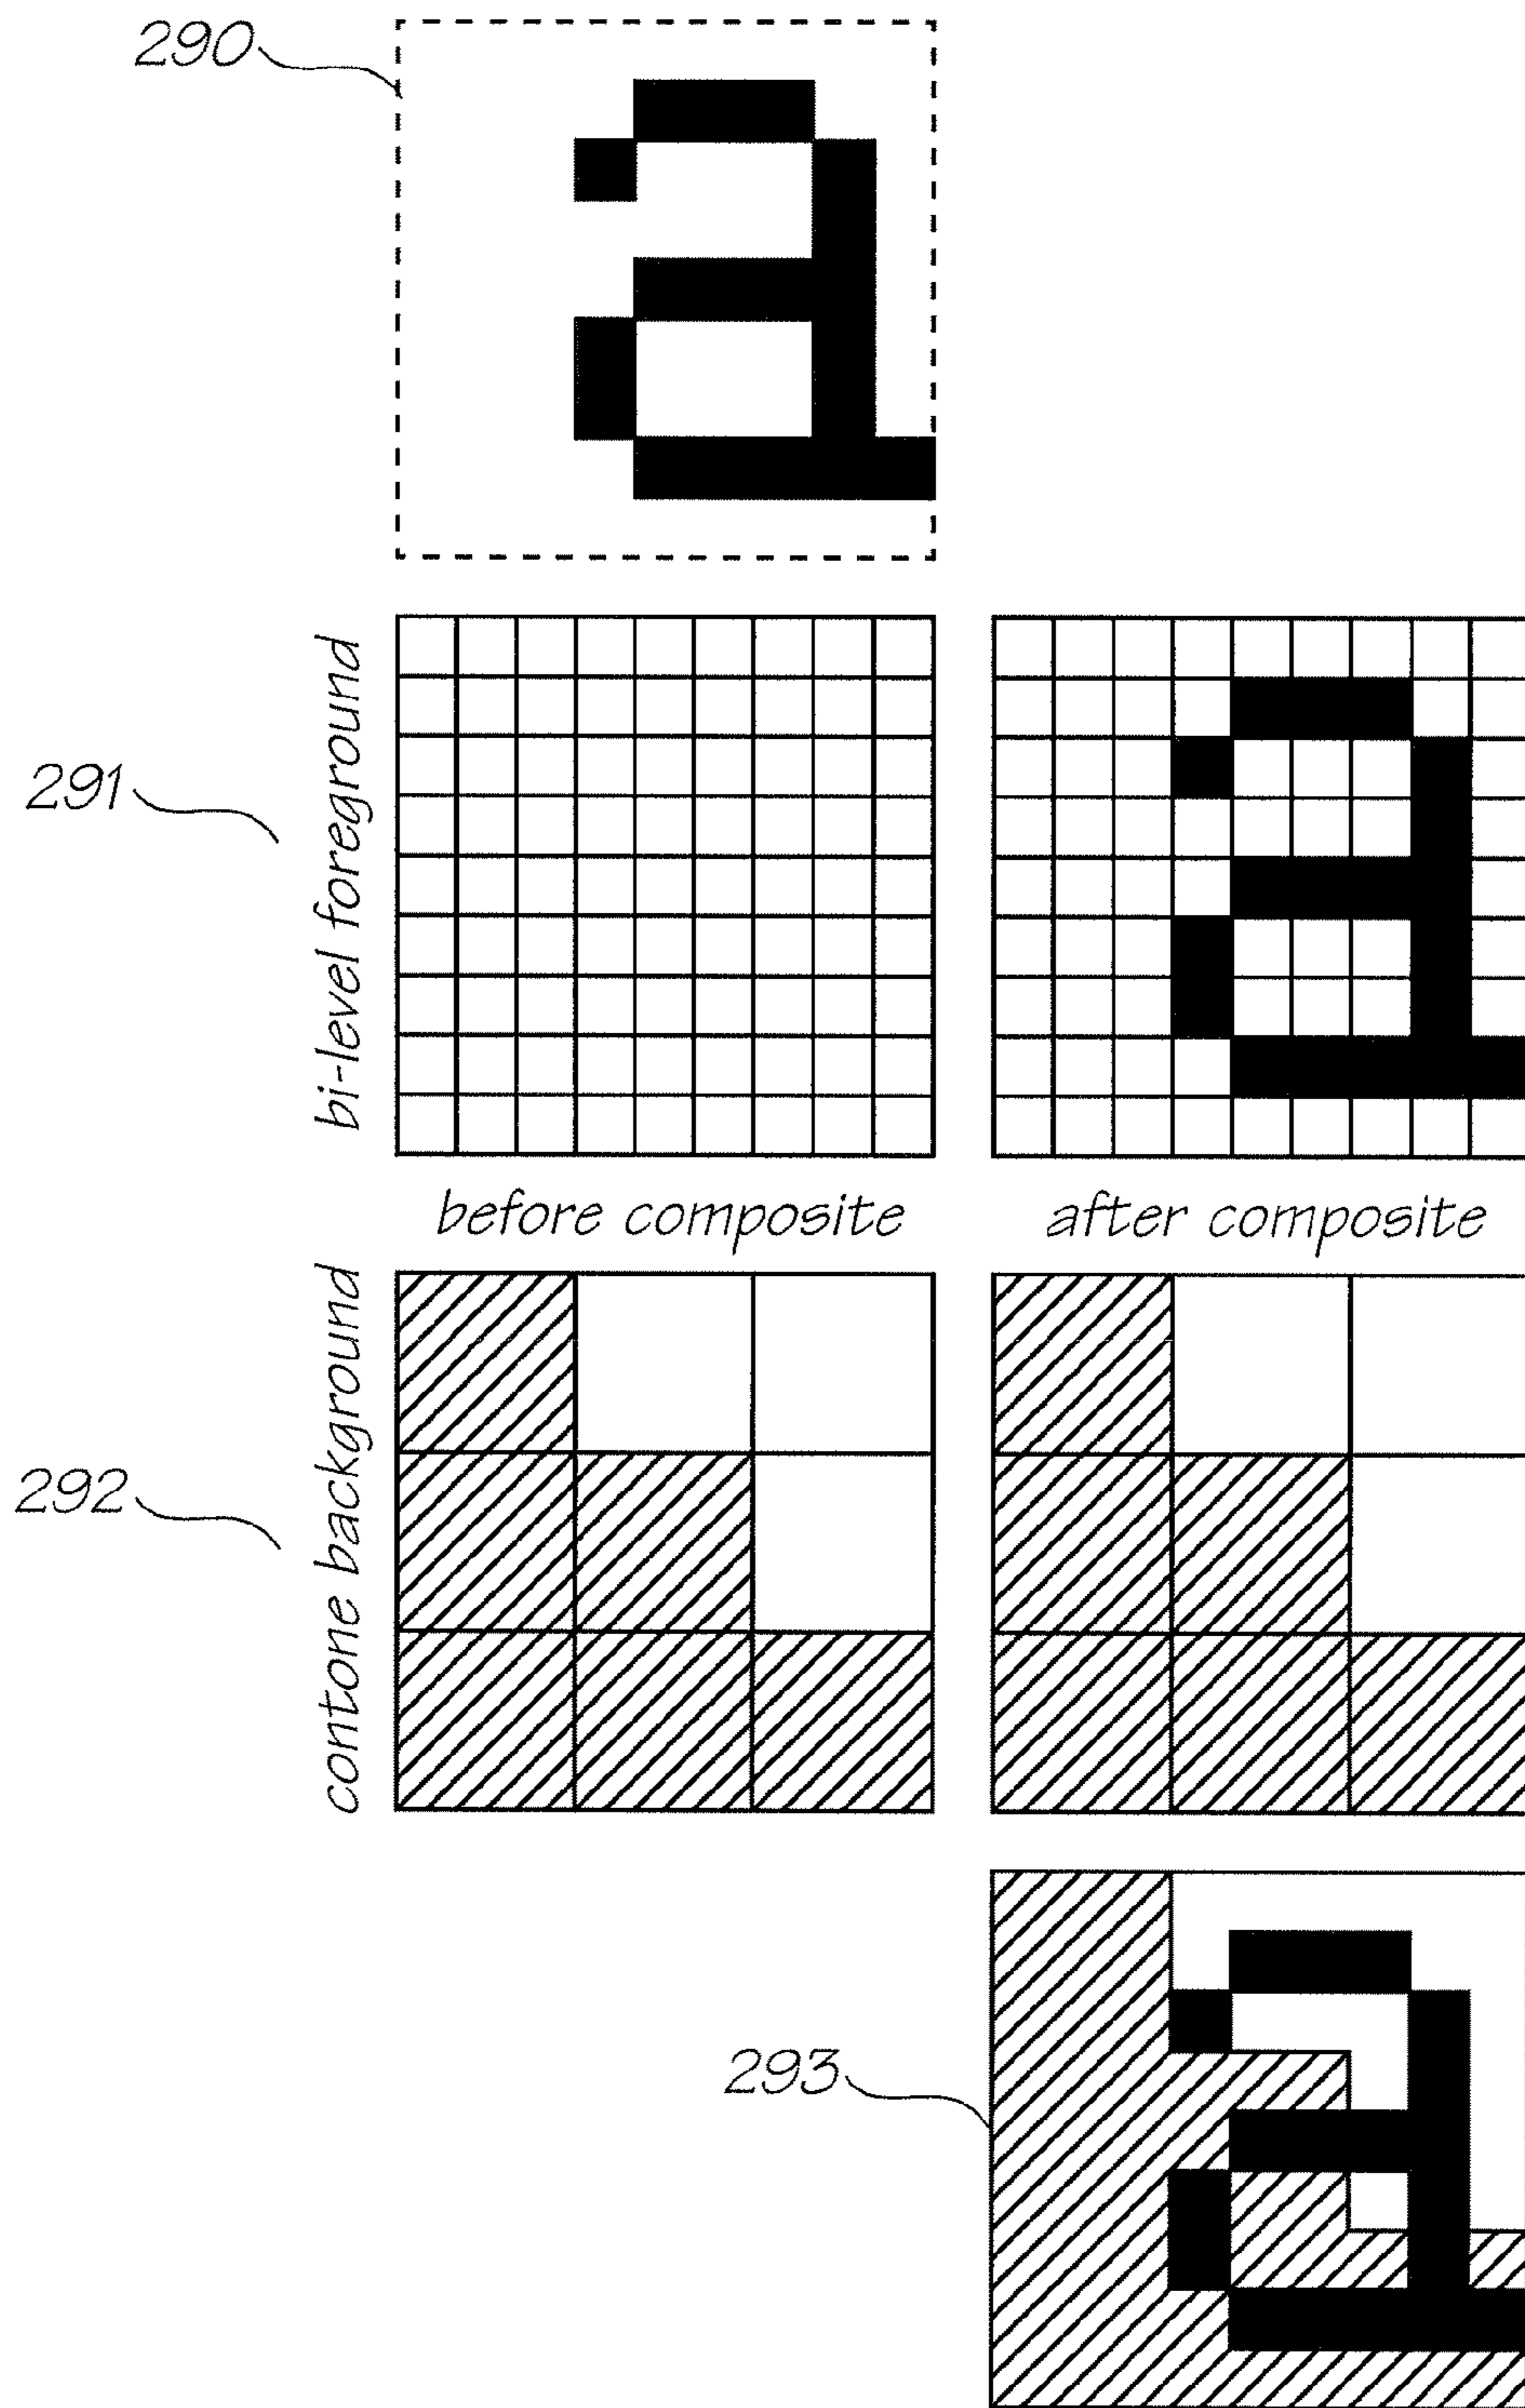 290
a
291
bi-level foreground
a
before composite
after composite
292
contone background
293
a